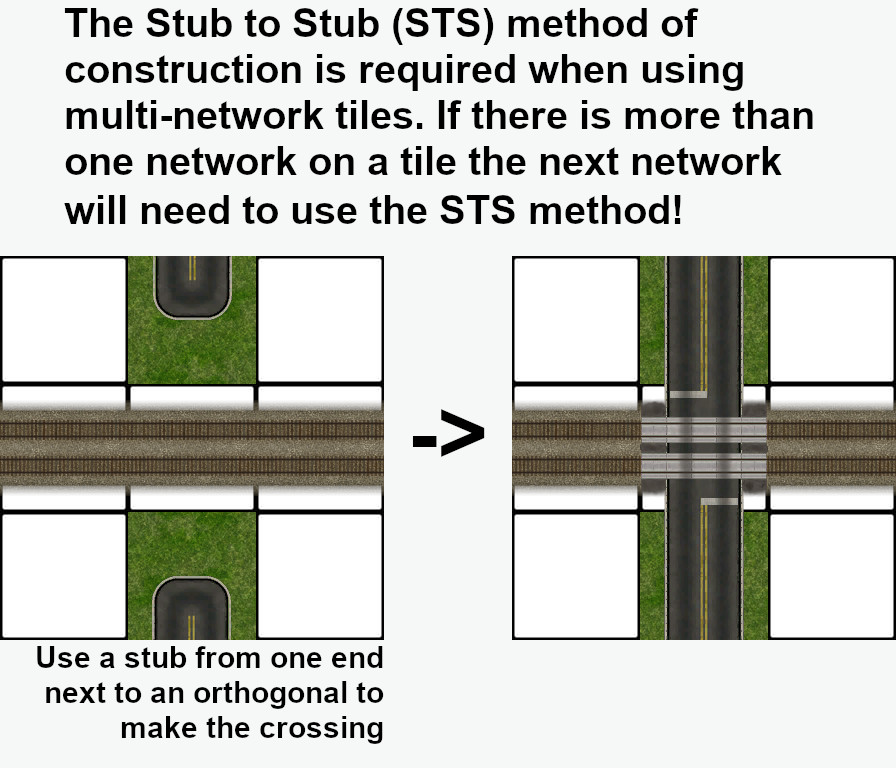 The Stub to Stub (STS) method of
construction is required when using
multi-network tiles. If there is more than
one network on a tile the next network
will need to use the STS method!
->
Use a stub from one end
next to an orthogonal to
make the crossing